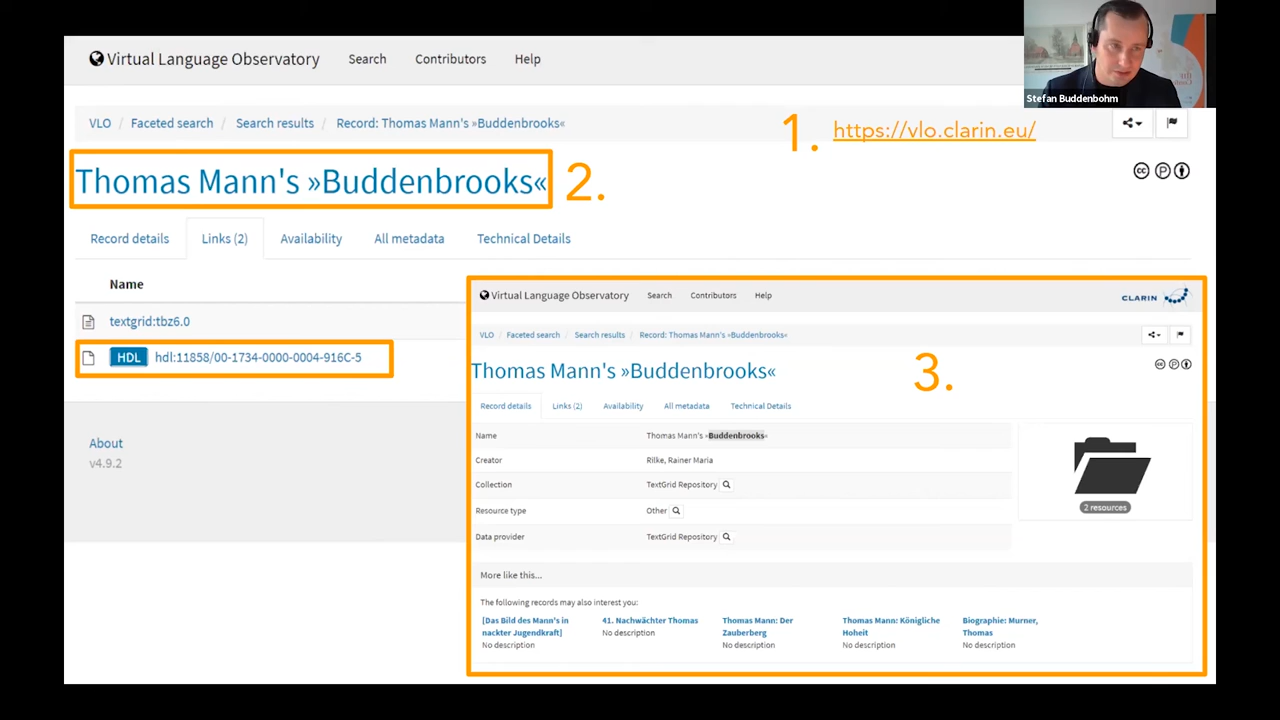 Virtual Language Observatory Search Contributors Help
Stefan Buddenbohm
VLO / Faceted search / Search results / Record: Thomas Mann's »Buddenbrooks«
1. https://vlo.clarin.eu/
Thomas Mann's »Buddenbrooks« 2.
Record details Links (2) Availability All metadata Technical Details
Name
textgrid:tbz6.0
HDL hdl:11858/00-1734-0000-0004-916C-5
About
v4.9.2
Virtual Language Observatory Search Contributors Help CLARIN
VLO / Faceted search / Search results / Record: Thomas Mann's »Buddenbrooks«
Thomas Mann's »Buddenbrooks« 3.
Record details Links (2) Availability All metadata Technical Details
Name Thomas Mann's »Buddenbrooks«
Creator Rilke, Rainer Maria
Collection TextGrid Repository
Resource type Other
Data provider TextGrid Repository
2 resources
More like this...
The following records may also interest you:
[Das Bild des Mann's in
nackter Jugendkraft]
No description
41. Nachwächter Thomas
No description
Thomas Mann: Der
Zauberberg
No description
Thomas Mann: Königliche
Hoheit
No description
Biographie: Murner,
Thomas
No description